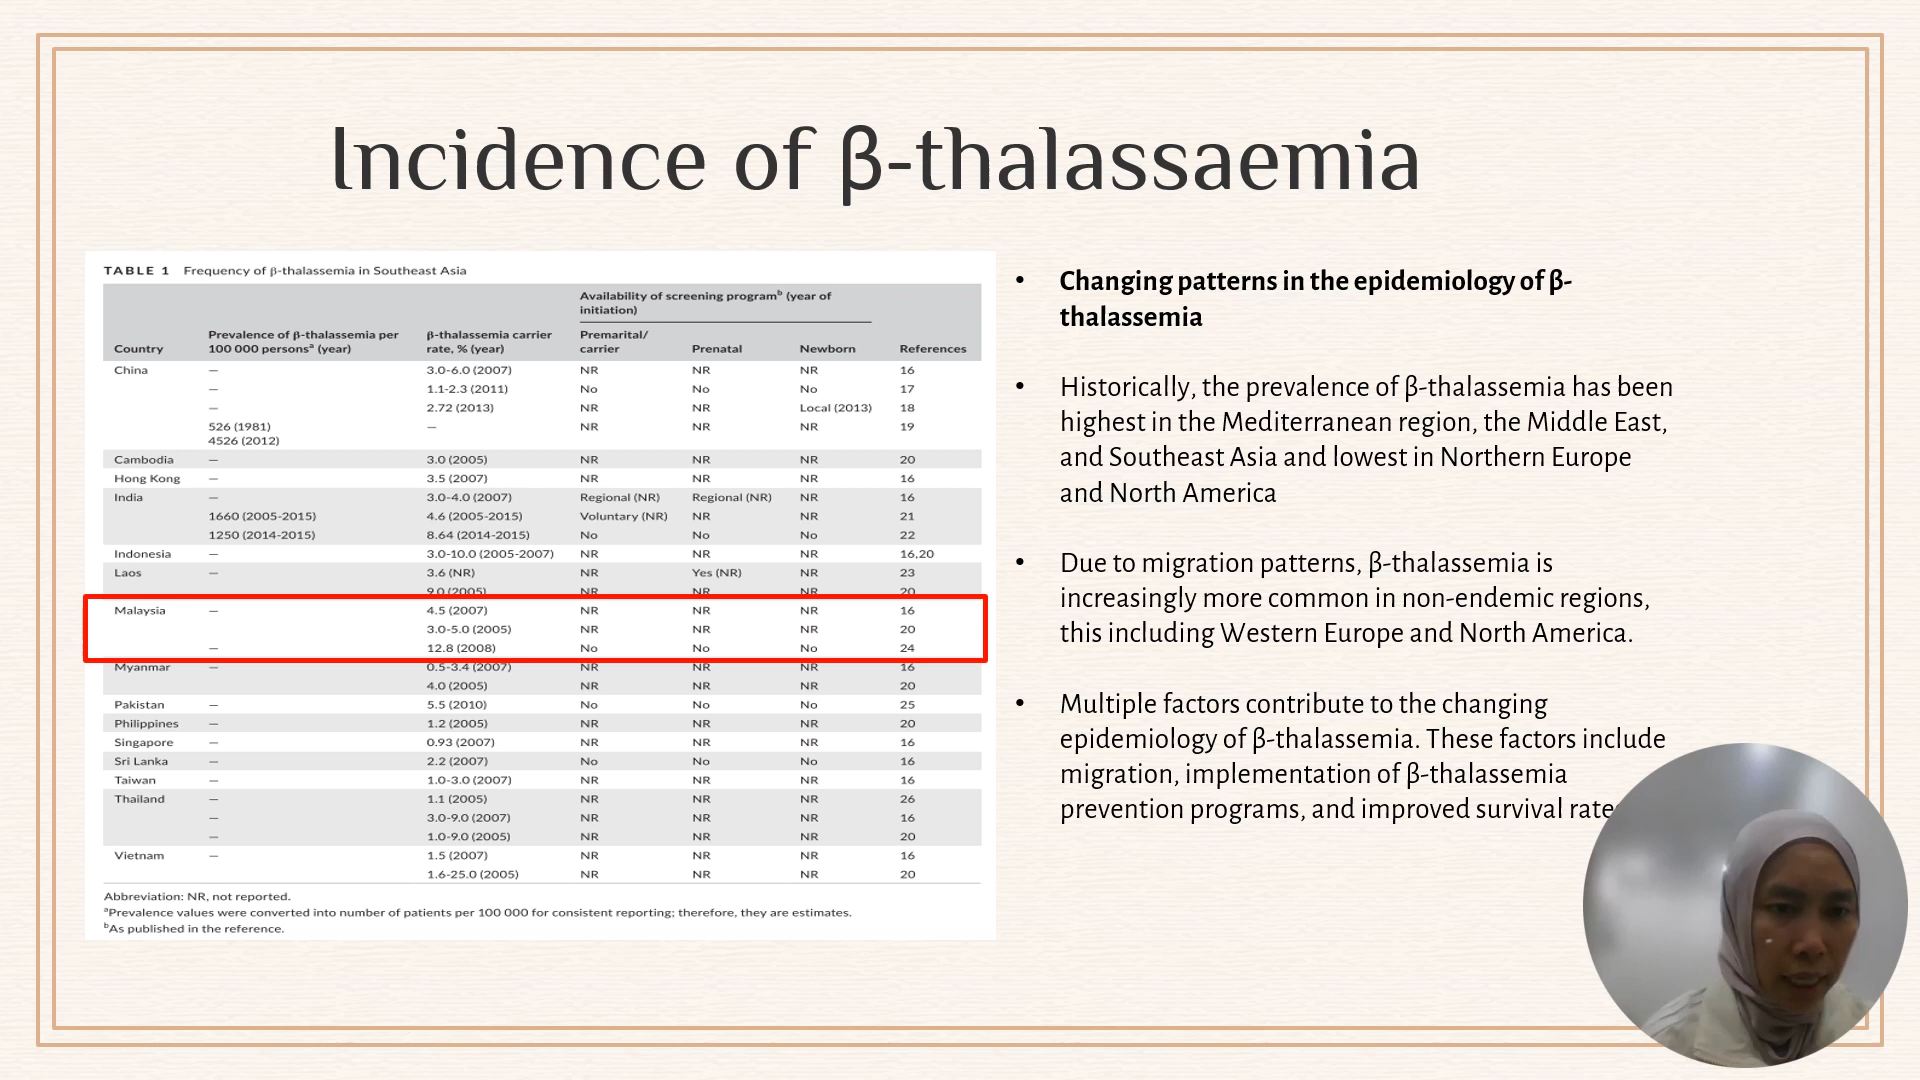 Incidence of β-thalassaemia
TABLE 1 Frequency of β-thalassemia in Southeast Asia
Availability of screening programᵇ (year of
initiation)
Country Prevalence of β-thalassemia per 100 000 personsᵃ (year) β-thalassemia carrier rate, % (year) Premarital/ carrier Prenatal Newborn References
China — 3.0-6.0 (2007) NR NR NR 16
— 1.1-2.3 (2011) No No No 17
— 2.72 (2013) NR NR Local (2013) 18
526 (1981) — NR NR NR 19
4526 (2012)
Cambodia — 3.0 (2005) NR NR NR 20
Hong Kong — 3.5 (2007) NR NR NR 16
India — 3.0-4.0 (2007) Regional (NR) Regional (NR) NR 16
1660 (2005-2015) 4.6 (2005-2015) Voluntary (NR) NR NR 21
1250 (2014-2015) 8.64 (2014-2015) No No No 22
Indonesia — 3.0-10.0 (2005-2007) NR NR NR 16,20
Laos — 3.6 (NR) NR Yes (NR) NR 23
9.0 (2005) NR NR NR 20
Malaysia — 4.5 (2007) NR NR NR 16
3.0-5.0 (2005) NR NR NR 20
— 12.8 (2008) No No No 24
Myanmar — 0.5-3.4 (2007) NR NR NR 16
4.0 (2005) NR NR NR 20
Pakistan — 5.5 (2010) No No No 25
Philippines — 1.2 (2005) NR NR NR 20
Singapore — 0.93 (2007) NR NR NR 16
Sri Lanka — 2.2 (2007) No No No 16
Taiwan — 1.0-3.0 (2007) NR NR NR 16
Thailand — 1.1 (2005) NR NR NR 26
— 3.0-9.0 (2007) NR NR NR 16
— 1.0-9.0 (2005) NR NR NR 20
Vietnam — 1.5 (2007) NR NR NR 16
1.6-25.0 (2005) NR NR NR 20
Abbreviation: NR, not reported.
ᵃPrevalence values were converted into number of patients per 100 000 for consistent reporting; therefore, they are estimates.
ᵇAs published in the reference.
• Changing patterns in the epidemiology of β-
thalassemia
• Historically, the prevalence of β-thalassemia has been
highest in the Mediterranean region, the Middle East,
and Southeast Asia and lowest in Northern Europe
and North America
• Due to migration patterns, β-thalassemia is
increasingly more common in non-endemic regions,
this including Western Europe and North America.
• Multiple factors contribute to the changing
epidemiology of β-thalassemia. These factors include
migration, implementation of β-thalassemia
prevention programs, and improved survival